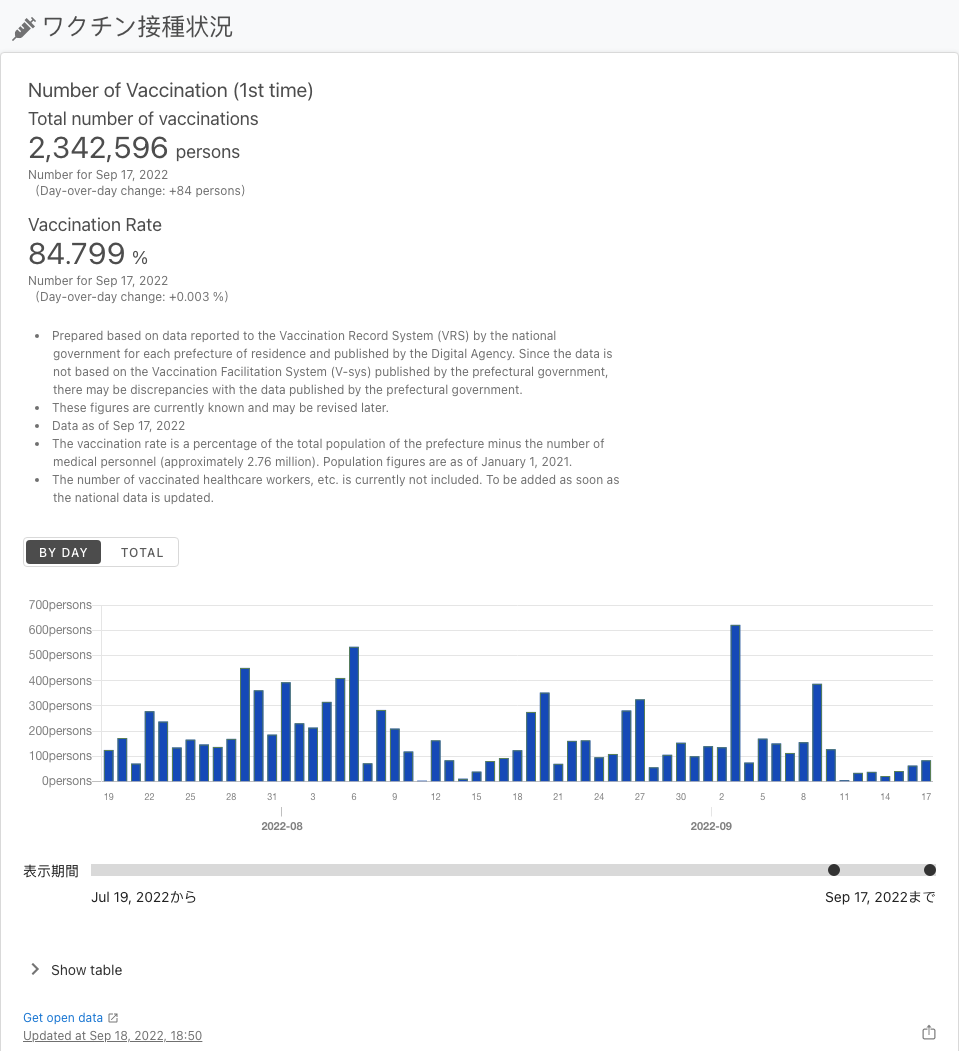 ワクチン接種状況
Number of Vaccination (1st time)
Total number of vaccinations
2,342,596 persons
Number for Sep 17, 2022
(Day-over-day change: +84 persons)
Vaccination Rate
84.799 %
Number for Sep 17, 2022
(Day-over-day change: +0.003 %)
• Prepared based on data reported to the Vaccination Record System (VRS) by the national
government for each prefecture of residence and published by the Digital Agency. Since the data is
not based on the Vaccination Facilitation System (V-sys) published by the prefectural government,
there may be discrepancies with the data published by the prefectural government.
• These figures are currently known and may be revised later.
• Data as of Sep 17, 2022
• The vaccination rate is a percentage of the total population of the prefecture minus the number of
medical personnel (approximately 2.76 million). Population figures are as of January 1, 2021.
• The number of vaccinated healthcare workers, etc. is currently not included. To be added as soon as
the national data is updated.
BY DAY TOTAL
700persons
600persons
500persons
400persons
300persons
200persons
100persons
0persons
19 22 25 28 31 3 6 9 12 15 18 21 24 27 30 2 5 8 11 14 17
2022-08 2022-09
表示期間
Jul 19, 2022から Sep 17, 2022まで
Show table
Get open data
Updated at Sep 18, 2022, 18:50